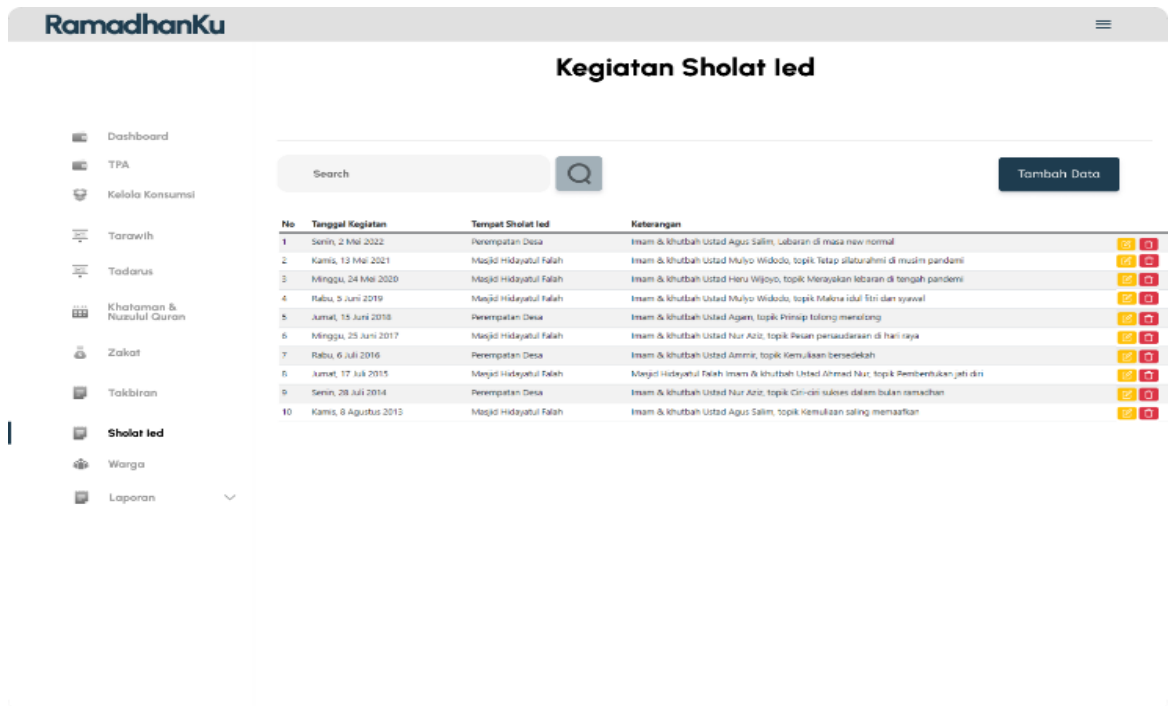 RamadhanKu
Kegiatan Sholat Ied
Dashboard
TPA
Kelola Konsumsi
Tarawih
Tadarus
Khataman &
Nuzulul Quran
Zakat
Takbiran
Sholat Ied
Warga
Laporan
Search
Tambah Data
No Tanggal Kegiatan Tempat Sholat Ied Keterangan
1 Senin, 2 Mei 2022 Perempatan Desa Imam & khutbah Ustad Agus Salim, Lebaran di masa new normal
2 Kamis, 13 Mei 2021 Masjid Hidayatul Falah Imam & khutbah Ustad Mulyo Widodo, topik Tetap silaturahmi di musim pandemi
3 Minggu, 24 Mei 2020 Masjid Hidayatul Falah Imam & khutbah Ustad Heru Wijoyo, topik Merayakan lebaran di tengah pandemi
4 Rabu, 5 Juni 2019 Masjid Hidayatul Falah Imam & khutbah Ustad Mulyo Widodo, topik Makna idul fitri dan syawal
5 Jumat, 15 Juni 2018 Perempatan Desa Imam & khutbah Ustad Agam, topik Prinsip tolong menolong
6 Minggu, 25 Juni 2017 Masjid Hidayatul Falah Imam & khutbah Ustad Nur Aziz, topik Pesan persaudaraan di hari raya
7 Rabu, 6 Juli 2016 Perempatan Desa Imam & khutbah Ustad Ammir, topik Kemuliaan bersedekah
8 Jumat, 17 Juli 2015 Masjid Hidayatul Falah Masjid Hidayatul Falah Imam & khutbah Ustad Ahmad Nur, topik Pembentukan jati diri
9 Senin, 28 Juli 2014 Perempatan Desa Imam & khutbah Ustad Nur Aziz, topik Ciri-ciri sukses dalam bulan ramadhan
10 Kamis, 8 Agustus 2013 Masjid Hidayatul Falah Imam & khutbah Ustad Agus Salim, topik Kemuliaan saling memaafkan